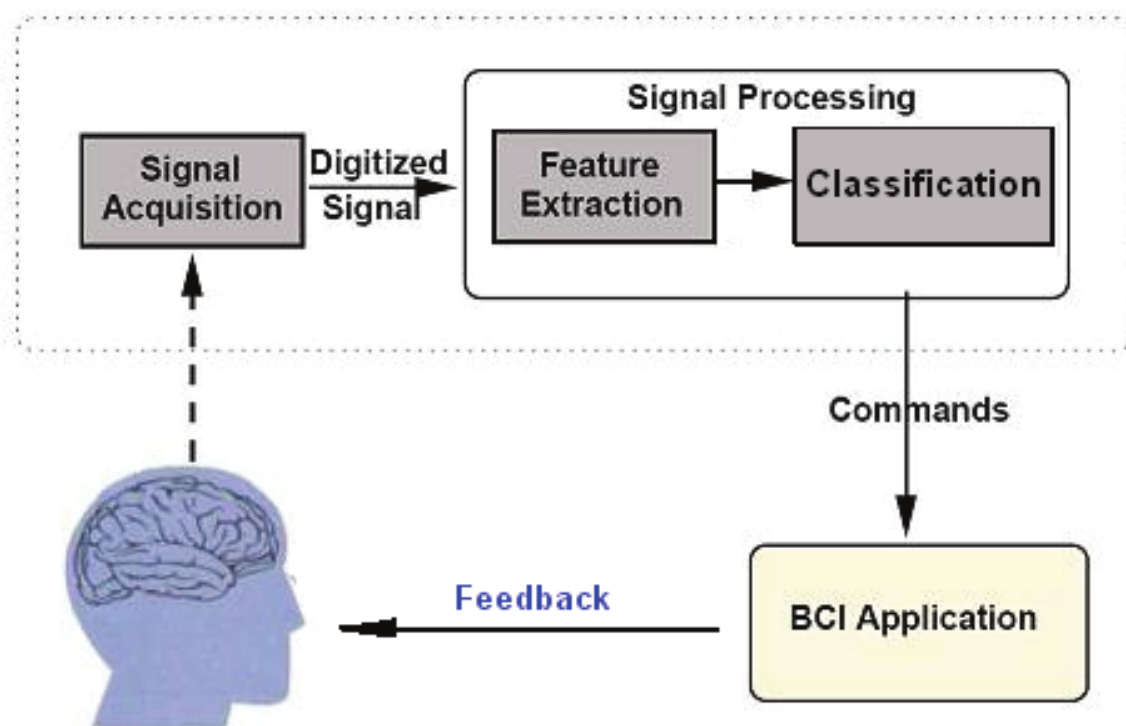 Signal Processing
Signal
Acquisition
Digitized
Signal
Feature
Extraction
Classification
Commands
Feedback
BCI Application